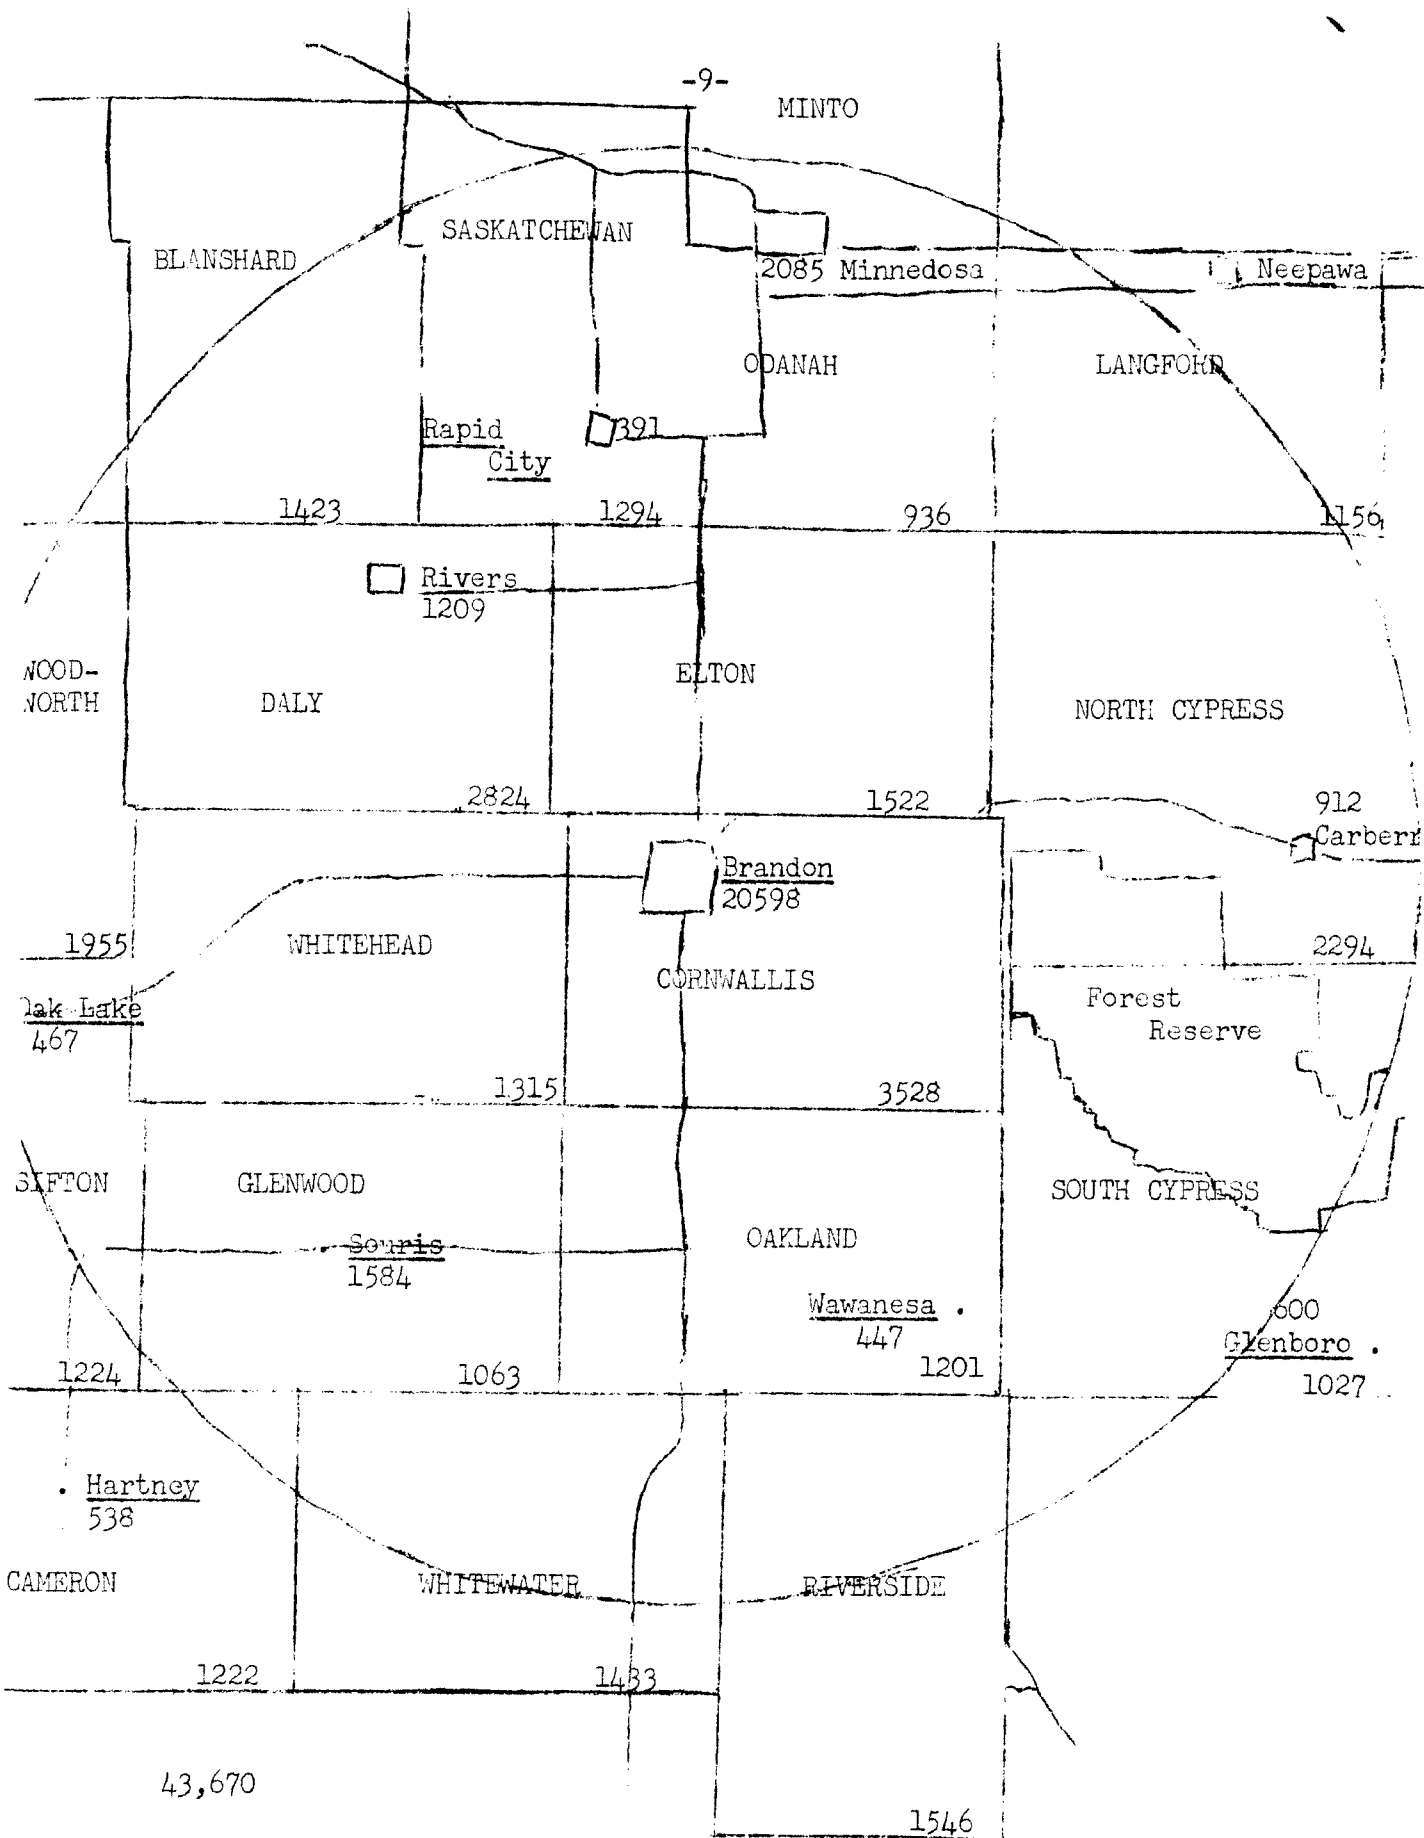 -9-
MINTO
SASKATCHEWAN
BLANSHARD
2085 Minnedosa
Neepawa
ODANAH
LANGFORD
Rapid
City
391
1423
1294
936
1156
Rivers
1209
WOOD-
WORTH
DALY
ELTON
NORTH CYPRESS
2824
1522
912
Carberr
Brandon
20598
1955
WHITEHEAD
CORNWALLIS
2294
Oak Lake
467
Forest
Reserve
1315
3528
SIFTON
GLENWOOD
SOUTH CYPRESS
Souris
1584
OAKLAND
Wawanesa .
447
600
Glenboro .
1224
1063
1201
1027
. Hartney
538
CAMERON
WHITEWATER
RIVERSIDE
1222
1433
43,670
1546